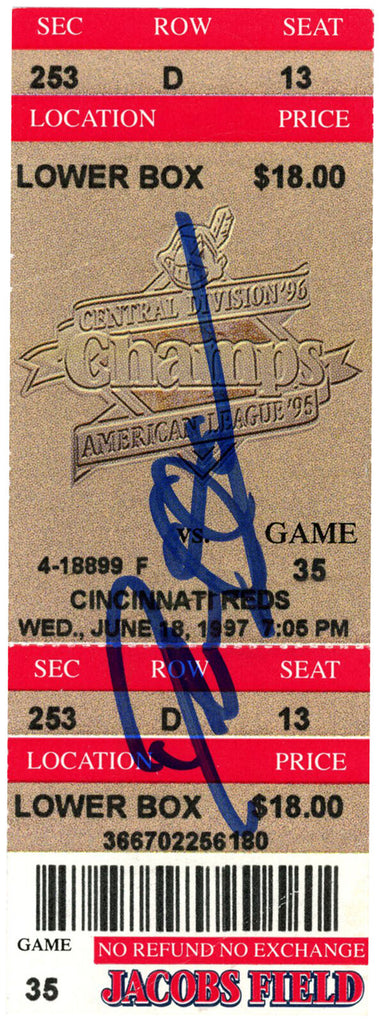 SEC ROW SEAT
253 D 13
LOCATION PRICE
LOWER BOX $18.00
CENTRAL DIVISION '96
Champs
AMERICAN LEAGUE '95
vs. GAME
4-18899 F 35
CINCINNATI REDS
WED., JUNE 18, 1997 7:05 PM
SEC ROW SEAT
253 D 13
LOCATION PRICE
LOWER BOX $18.00
366702256180
GAME NO REFUND NO EXCHANGE
35 JACOBS FIELD